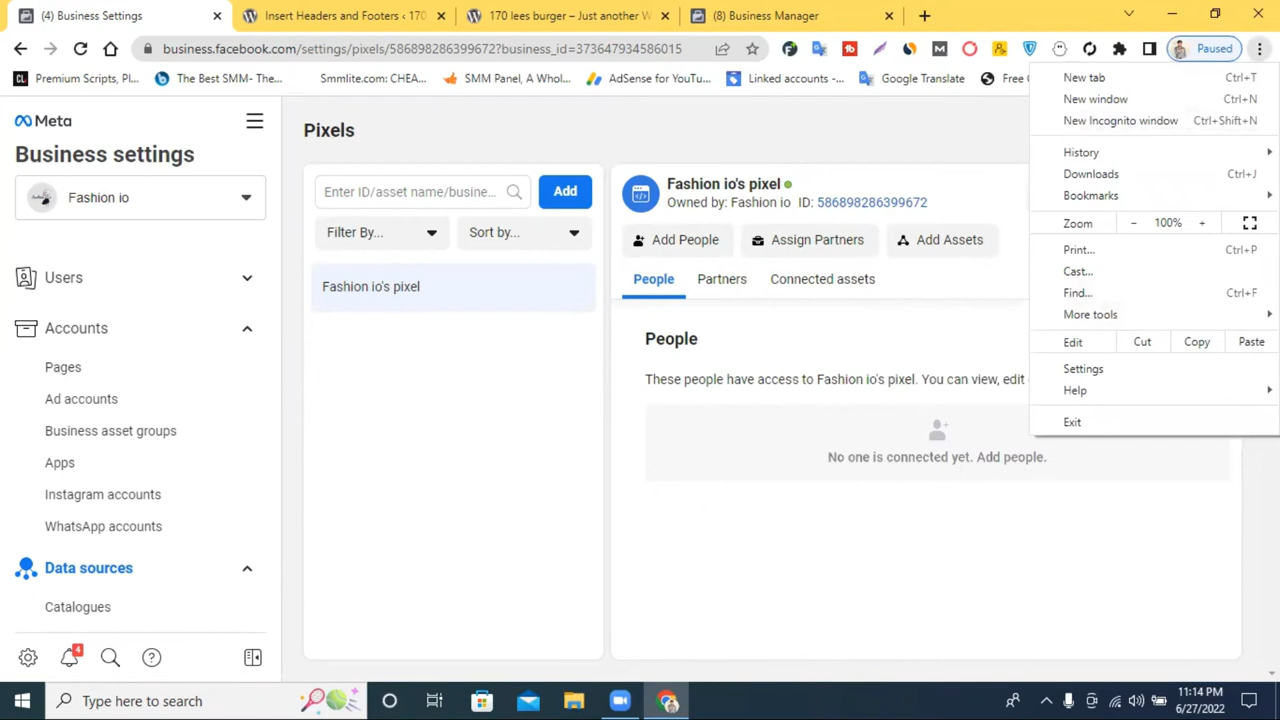 (4) Business Settings
Insert Headers and Footers ‹ 170
170 lees burger – Just another W
(8) Business Manager
business.facebook.com/settings/pixels/586898286399672?business_id=373647934586015
Paused
Premium Scripts, Pl...
The Best SMM- The...
Smmlite.com: CHEA...
SMM Panel, A Whol...
AdSense for YouTu...
Linked accounts -...
Google Translate
Free
New tab Ctrl+T
New window Ctrl+N
New Incognito window Ctrl+Shift+N
History
Downloads Ctrl+J
Bookmarks
Zoom − 100% +
Print... Ctrl+P
Cast...
Find... Ctrl+F
More tools
Edit Cut Copy Paste
Settings
Help
Exit
Meta
Business settings
Fashion io
Users
Accounts
Pages
Ad accounts
Business asset groups
Apps
Instagram accounts
WhatsApp accounts
Data sources
Catalogues
4
Pixels
Enter ID/asset name/busine...
Add
Filter By...
Sort by...
Fashion io's pixel
Fashion io's pixel
Owned by: Fashion io ID: 586898286399672
Add People
Assign Partners
Add Assets
People
Partners
Connected assets
People
These people have access to Fashion io's pixel. You can view, edit
No one is connected yet. Add people.
Type here to search
11:14 PM
6/27/2022